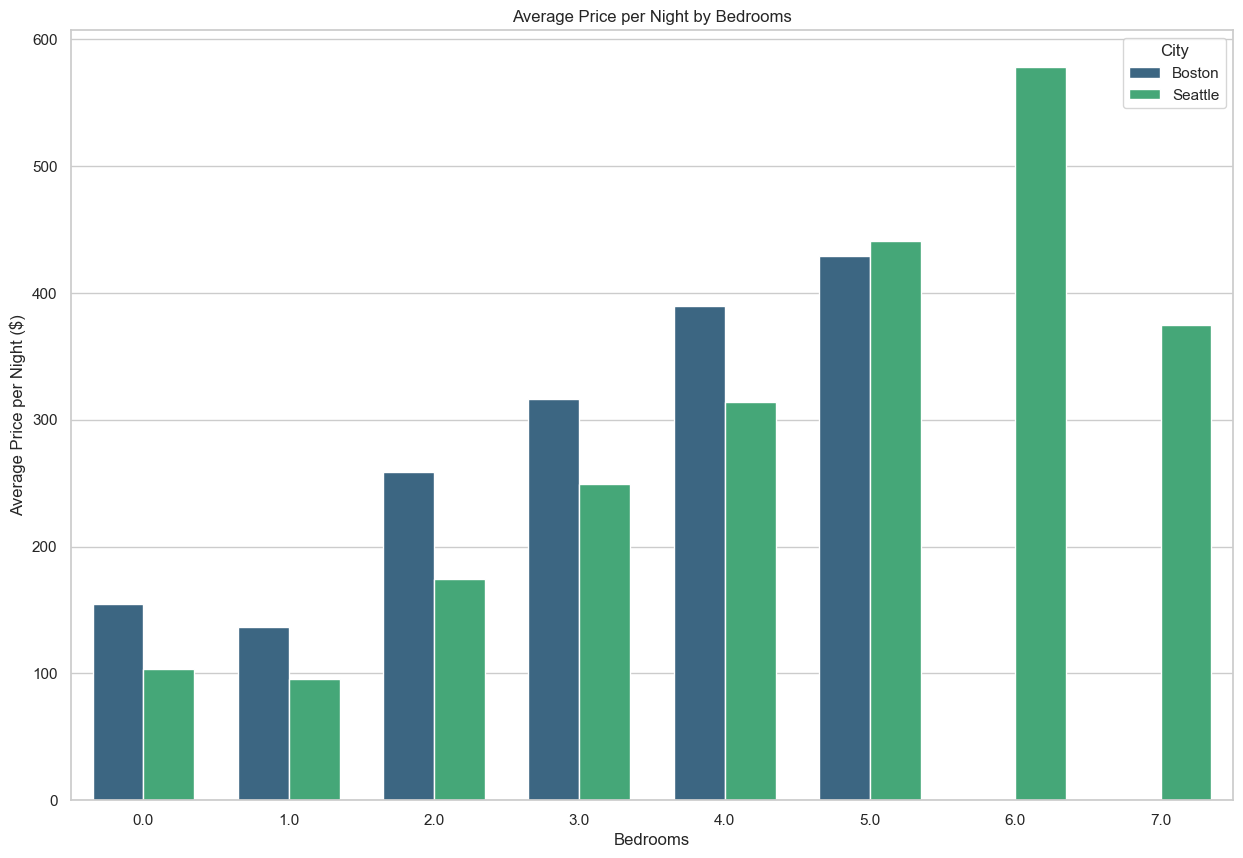 Average Price per Night by Bedrooms
City
Boston
Seattle
600
500
400
300
200
100
0
Average Price per Night ($)
0.0 1.0 2.0 3.0 4.0 5.0 6.0 7.0
Bedrooms